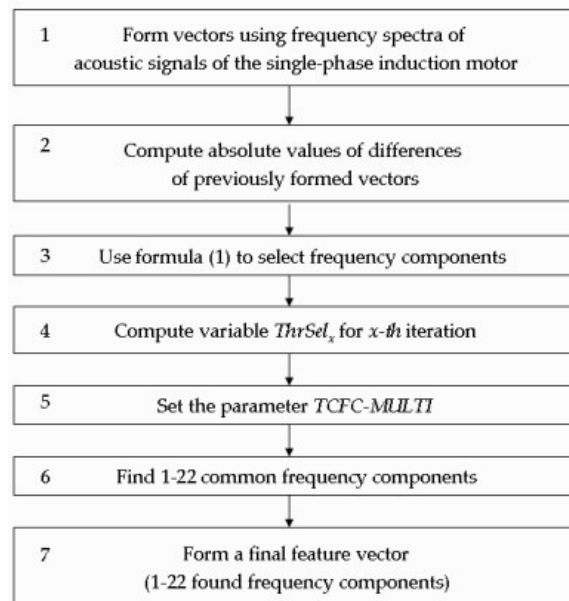 1 Form vectors using frequency spectra of
acoustic signals of the single-phase induction motor
2 Compute absolute values of differences
of previously formed vectors
3 Use formula (1) to select frequency components
4 Compute variable ThrSelx for x-th iteration
5 Set the parameter TCFC-MULTI
6 Find 1-22 common frequency components
7 Form a final feature vector
(1-22 found frequency components)